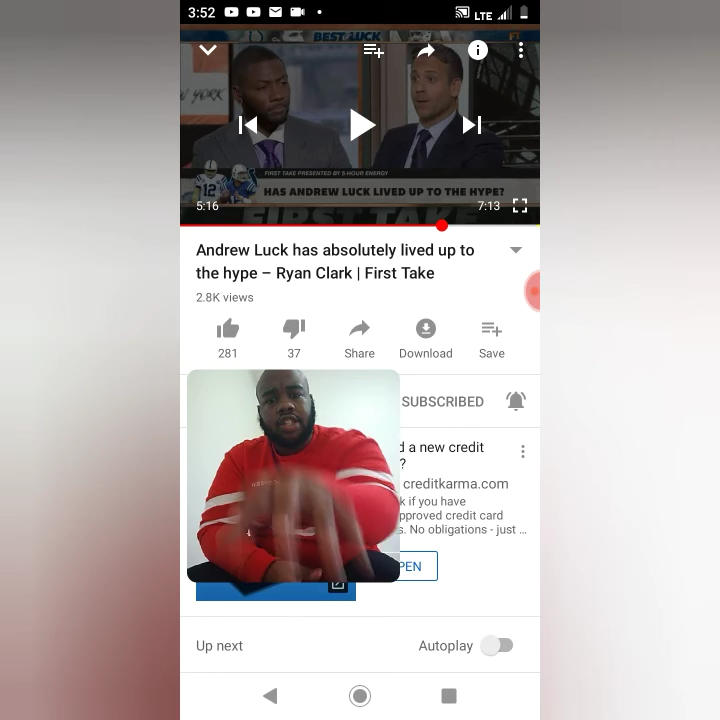 3:52
LTE
BEST LUCK
YORK
FIRST TAKE PRESENTED BY 5-HOUR ENERGY
12
HAS ANDREW LUCK LIVED UP TO THE HYPE?
5:16
7:13
FIRST TAKE
Andrew Luck has absolutely lived up to
the hype – Ryan Clark | First Take
2.8K views
281
37
Share
Download
Save
SUBSCRIBED
d a new credit
?
creditkarma.com
k if you have
pproved credit card
s. No obligations - just ...
PEN
Up next
Autoplay